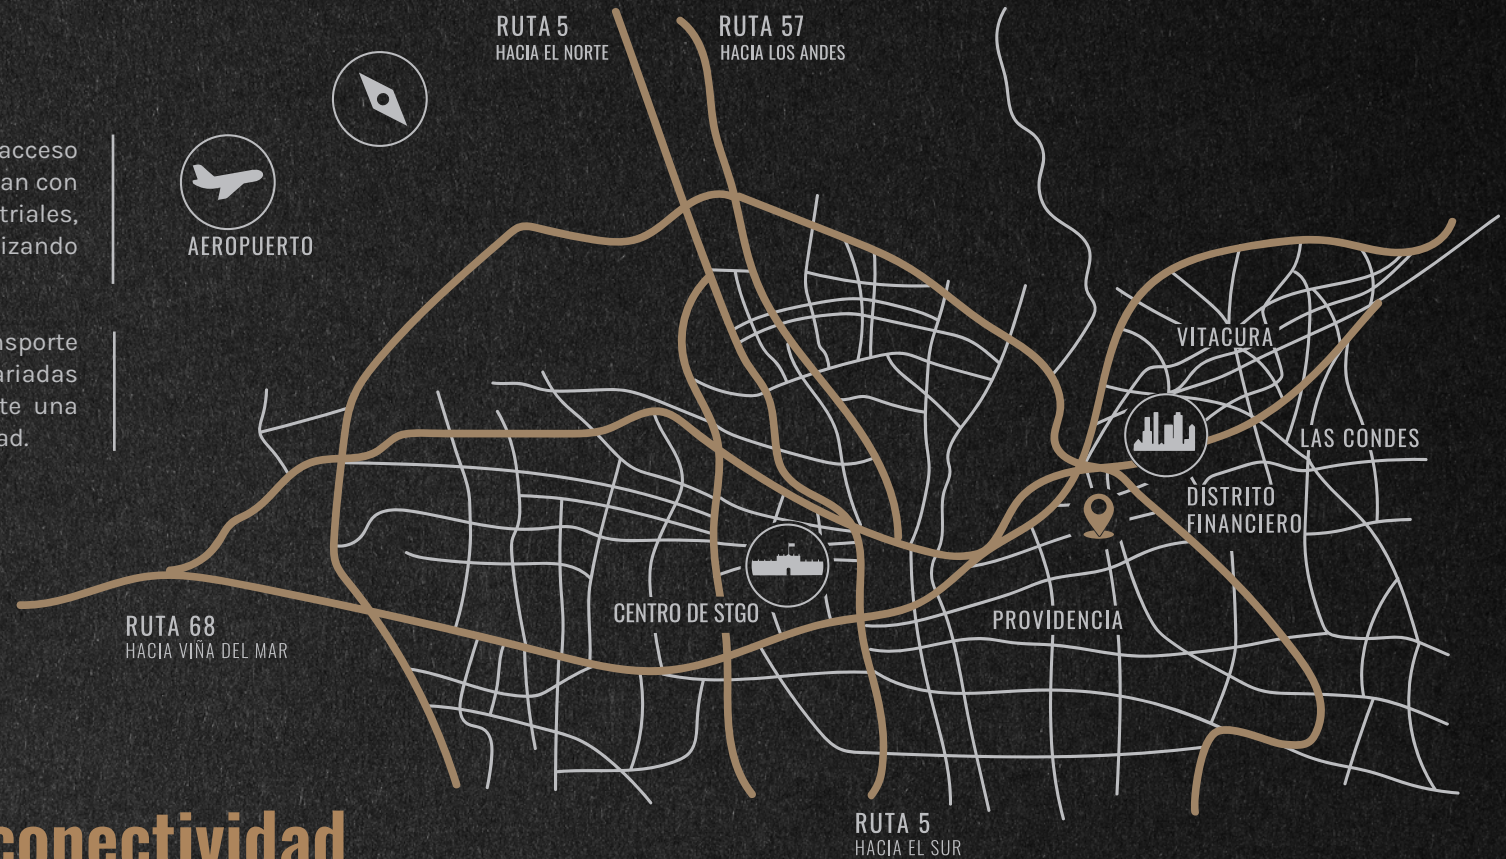 RUTA 5
HACIA EL NORTE
RUTA 57
HACIA LOS ANDES
acceso
an con
triales,
izando
AEROPUERTO
nsporte
ariadas
te una
ad.
VITACURA
LAS CONDES
DISTRITO
FINANCIERO
CENTRO DE STGO
PROVIDENCIA
RUTA 68
HACIA VIÑA DEL MAR
RUTA 5
HACIA EL SUR
conectividad